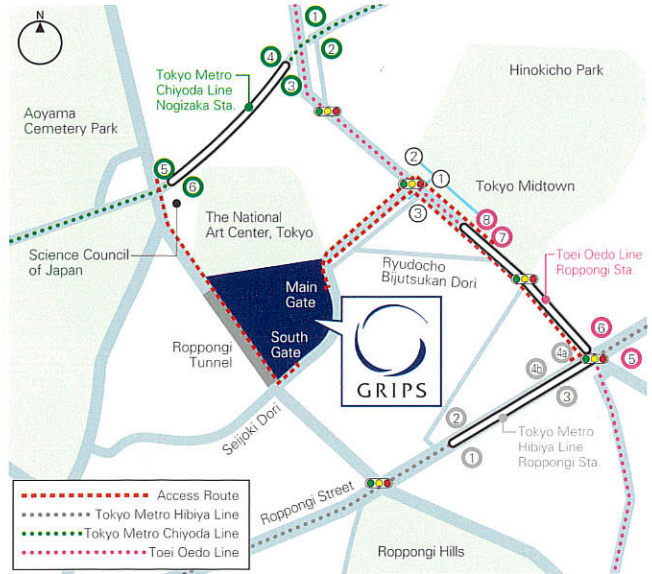 N
1
2
4
3
Tokyo Metro
Chiyoda Line
Nogizaka Sta.
Hinokicho Park
Aoyama
Cemetery Park
2
1
5
6
3
Tokyo Midtown
The National
Art Center, Tokyo
8
7
Science Council
of Japan
Ryudocho
Bijutsukan Dori
Toei Oedo Line
Roppongi Sta.
Main
Gate
Roppongi
Tunnel
South
Gate
GRIPS
6
4a
5
4b
3
2
1
Seijoki Dori
Tokyo Metro
Hibiya Line
Roppongi Sta.
Roppongi Street
Roppongi Hills
Access Route
Tokyo Metro Hibiya Line
Tokyo Metro Chiyoda Line
Toei Oedo Line